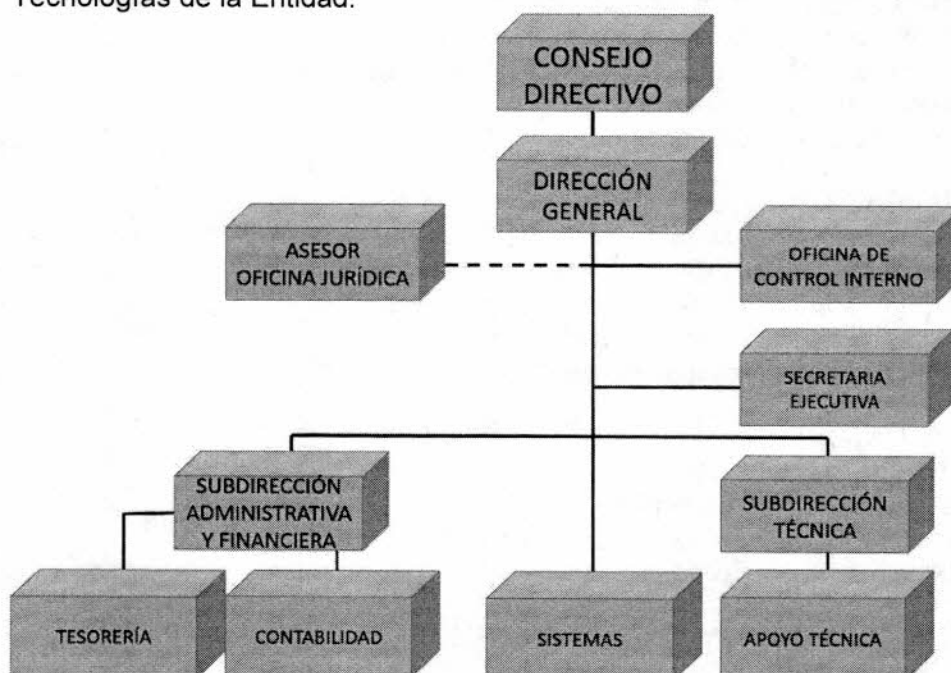 Tecnologías de la Entidad.
CONSEJO
DIRECTIVO
DIRECCIÓN
GENERAL
ASESOR
OFICINA JURÍDICA
OFICINA DE
CONTROL INTERNO
SECRETARIA
EJECUTIVA
SUBDIRECCIÓN
ADMINISTRATIVA
Y FINANCIERA
SUBDIRECCIÓN
TÉCNICA
TESORERÍA
CONTABILIDAD
SISTEMAS
APOYO TÉCNICA